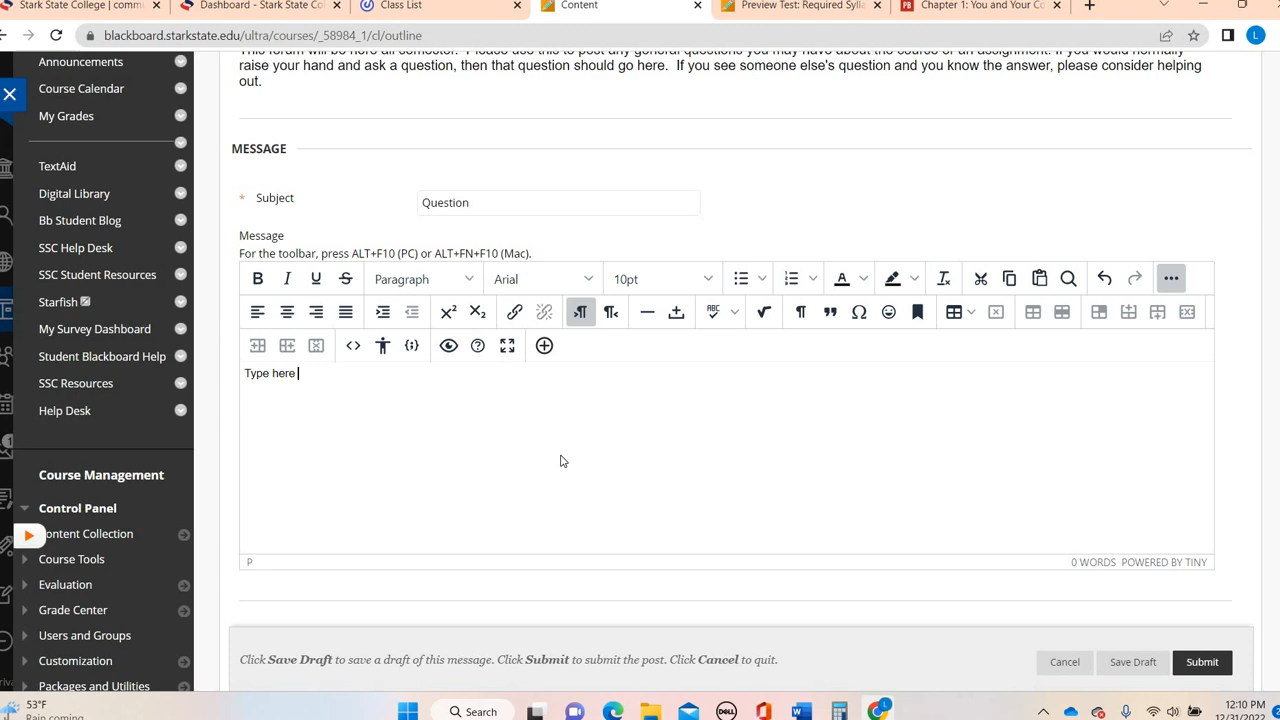 Stark State College | comm
Dashboard - Stark State Col
Class List
Content
Preview Test: Required Sylla
Chapter 1: You and Your Co
blackboard.starkstate.edu/ultra/courses/_58984_1/cl/outline
L
This forum will be here all semester. Please use this to post any general questions you may have about the course or an assignment. If you would normally
raise your hand and ask a question, then that question should go here. If you see someone else's question and you know the answer, please consider helping
out.
Announcements
Course Calendar
My Grades
TextAid
Digital Library
Bb Student Blog
SSC Help Desk
SSC Student Resources
Starfish
My Survey Dashboard
Student Blackboard Help
SSC Resources
Help Desk
Course Management
Control Panel
ontent Collection
Course Tools
Evaluation
Grade Center
Users and Groups
Customization
Packages and Utilities
MESSAGE
* Subject
Question
Message
For the toolbar, press ALT+F10 (PC) or ALT+FN+F10 (Mac).
B I U S Paragraph Arial 10pt
Type here
P
0 WORDS POWERED BY TINY
Click Save Draft to save a draft of this message. Click Submit to submit the post. Click Cancel to quit.
Cancel Save Draft Submit
53°F
Rain coming
Search
DELL
12:10 PM
12/31/2022